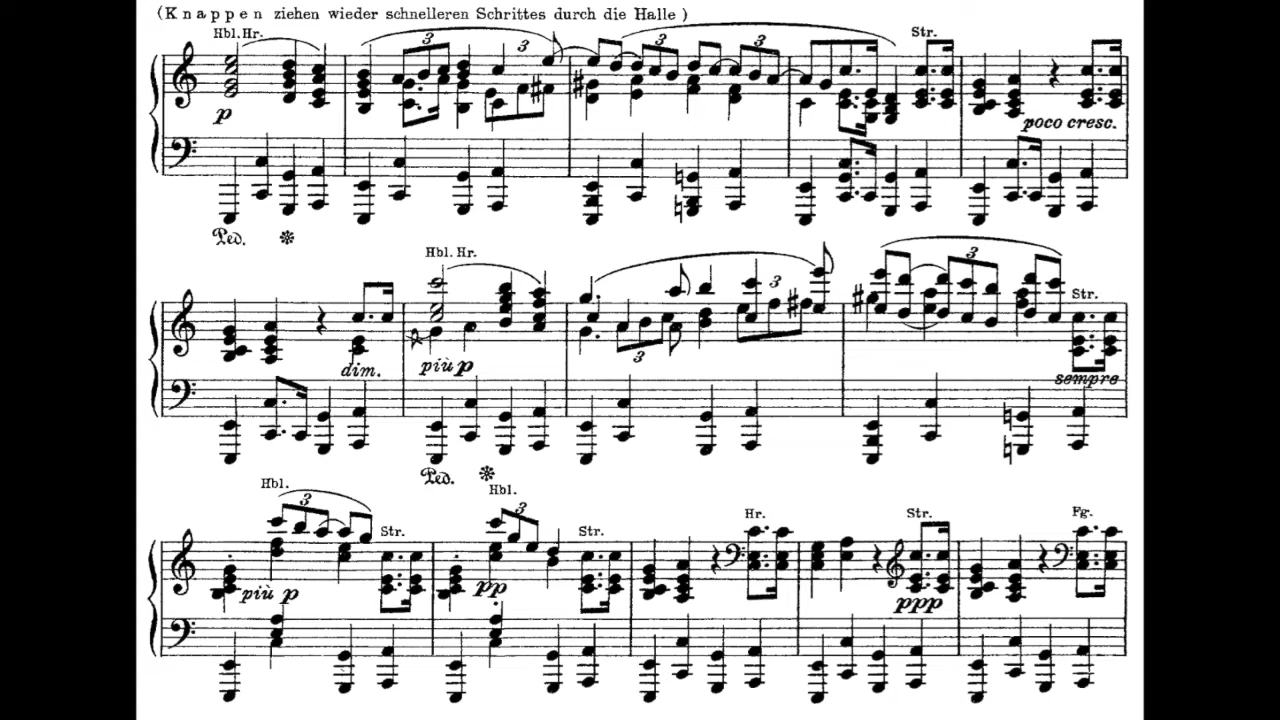 (Knappen ziehen wieder schnelleren Schrittes durch die Halle)
Hbl. Hr.
Str.
3 3 3 3
p
poco cresc.
Ped.
Hbl. Hr.
3
Str.
dim.
più p
3
3
sempre
Ped.
Hbl.
3
Str.
Hbl.
3
Str.
Hr.
Str.
Fg.
più p
pp
ppp